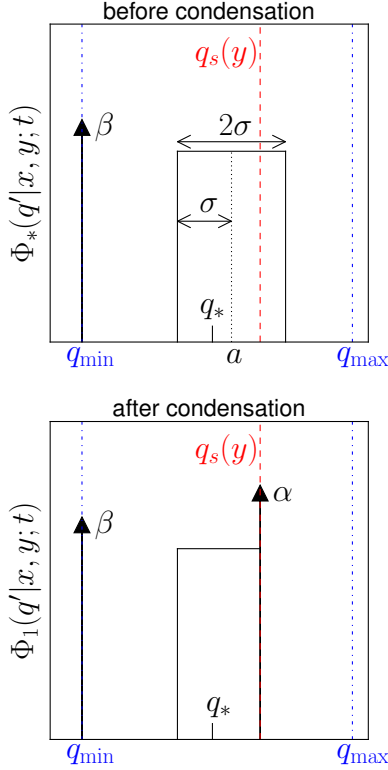 before condensation
q_s(y)
2σ
β
σ
Φ_*(q'|x, y; t)
q_*
q_min
a
q_max
after condensation
q_s(y)
α
β
Φ_1(q'|x, y; t)
q_*
q_min
q_max